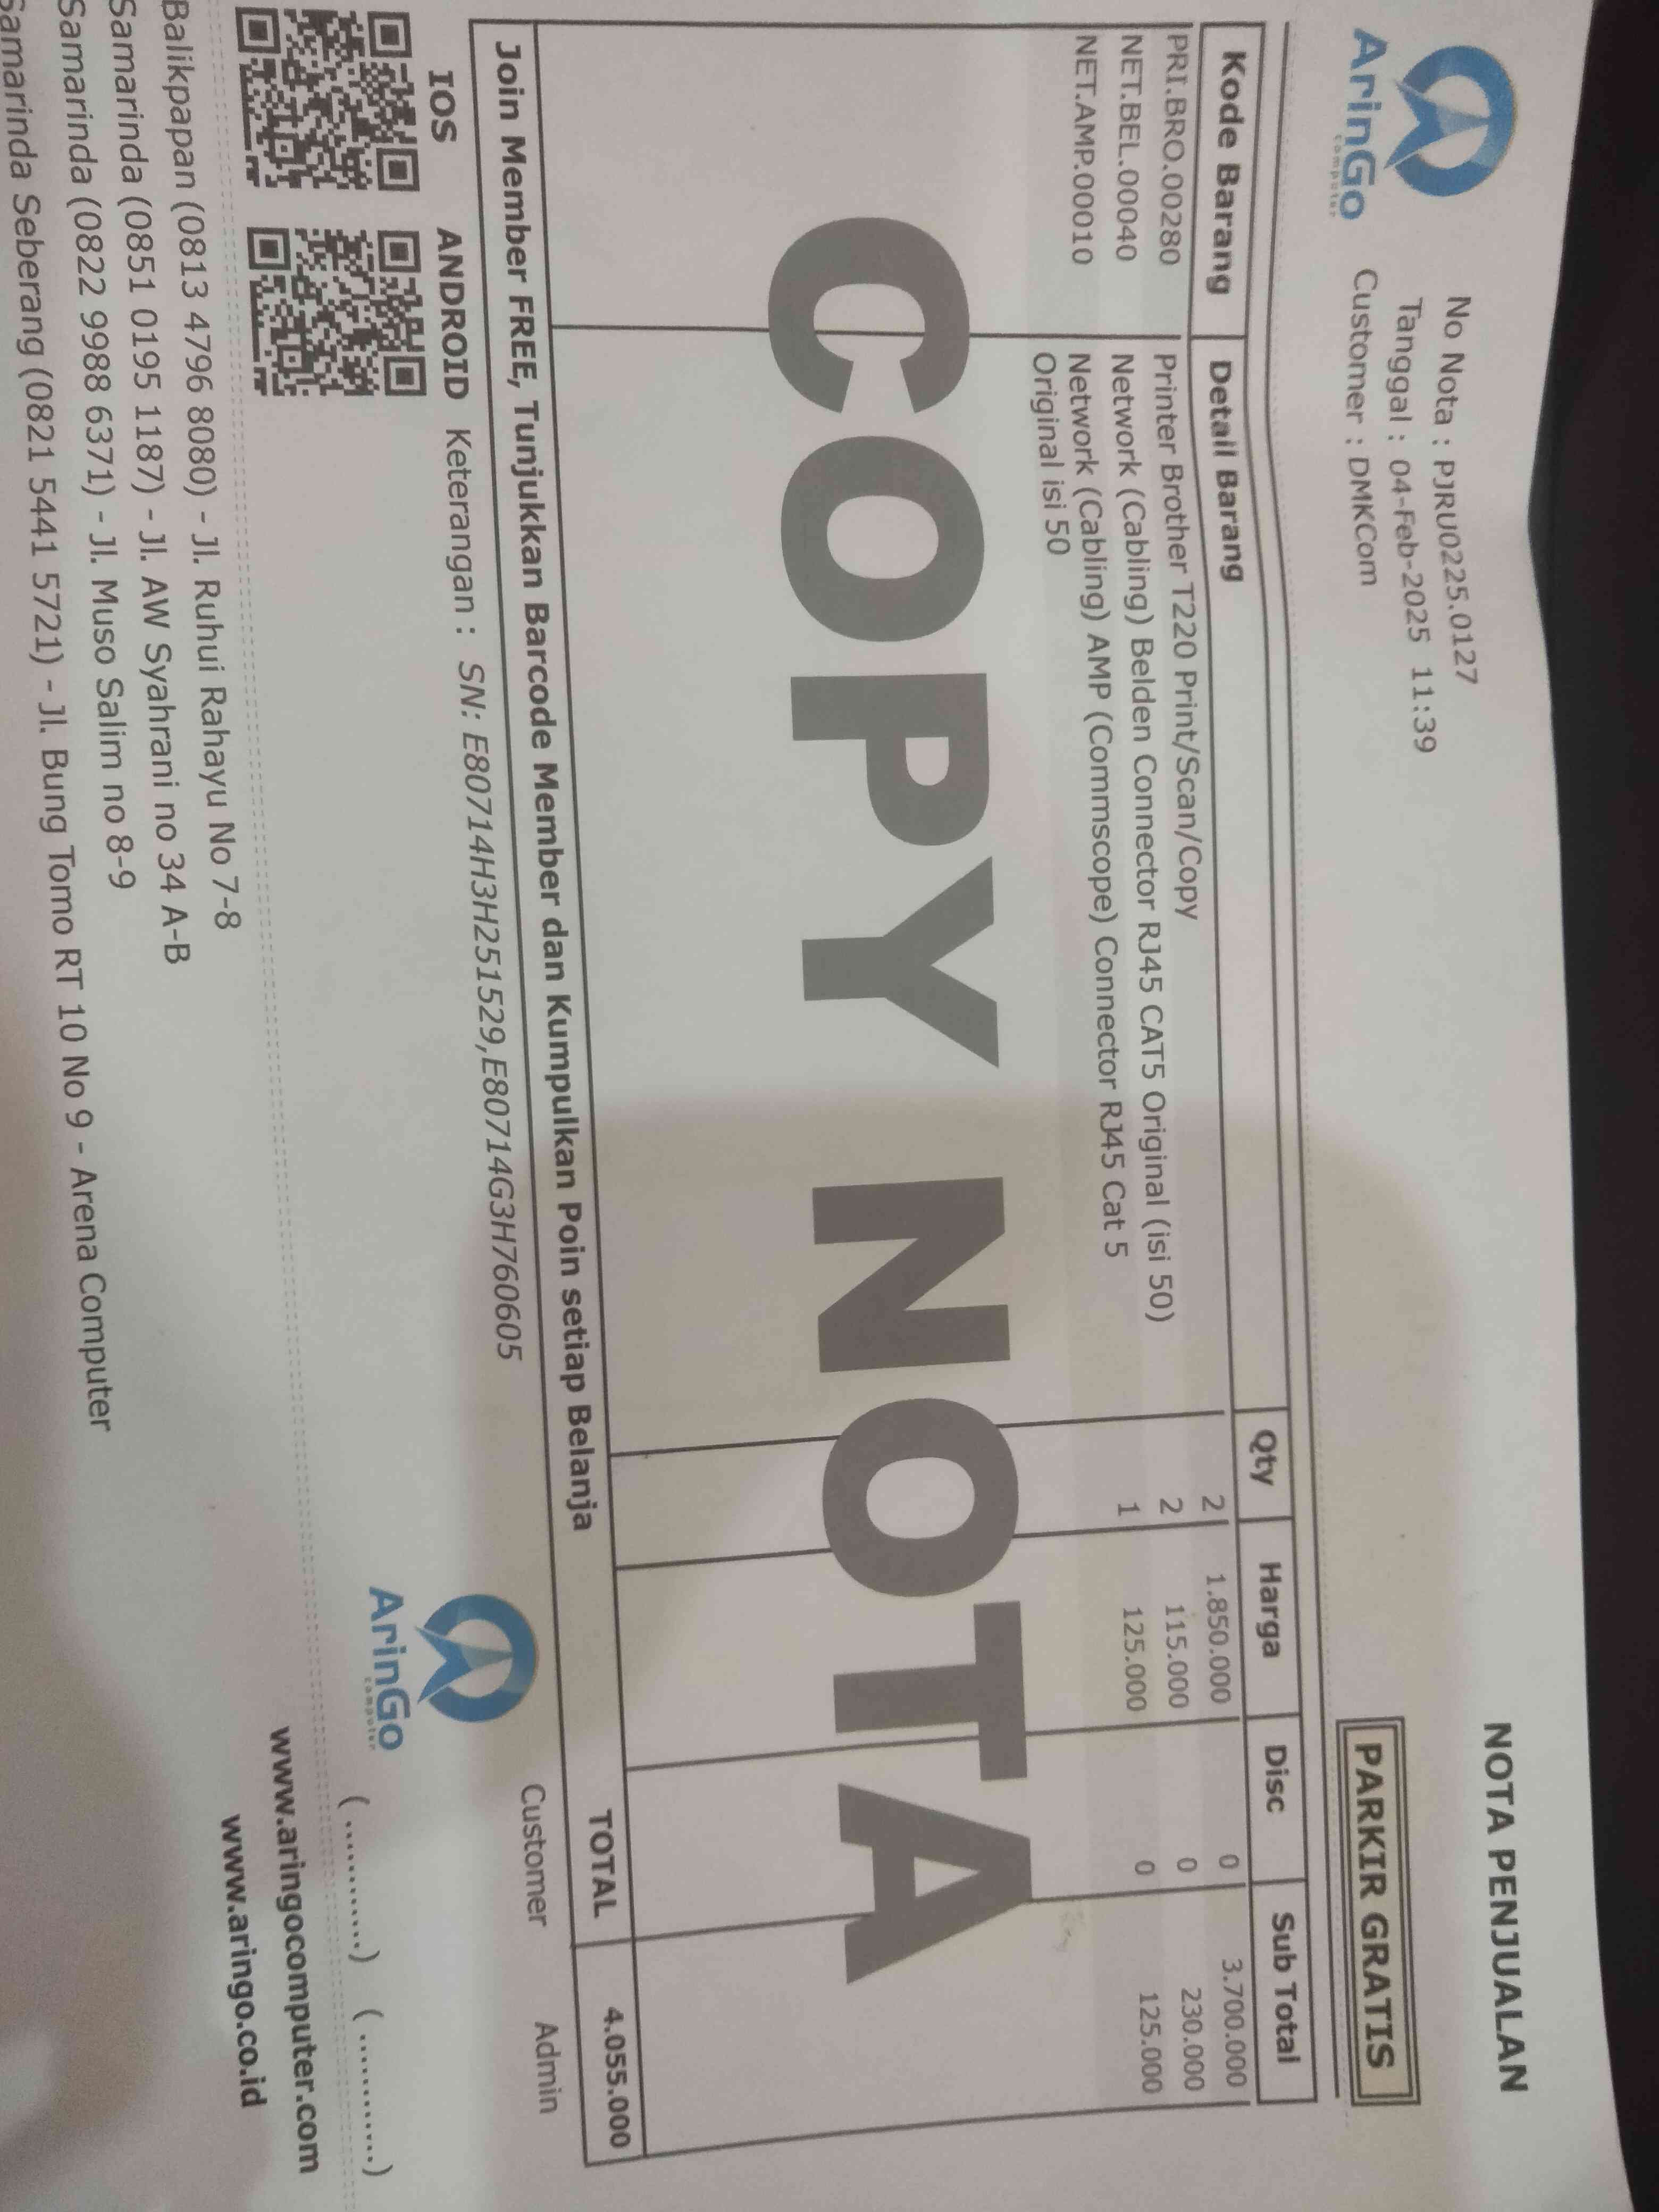 ArinGo
computer
NOTA PENJUALAN
No Nota : PJRU0225.0127
Tanggal : 04-Feb-2025 11:39
Customer : DMKCom
PARKIR GRATIS
Kode Barang Detail Barang Qty Harga Disc Sub Total
PRI.BRO.00280 Printer Brother T220 Print/Scan/Copy 2 1.850.000 0 3.700.000
NET.BEL.00040 Network (Cabling) Belden Connector RJ45 CAT5 Original (isi 50) 2 115.000 0 230.000
NET.AMP.00010 Network (Cabling) AMP (Commscope) Connector RJ45 Cat 5 1 125.000 0 125.000
Original isi 50
COPY NOTA
TOTAL 4.055.000
Join Member FREE, Tunjukkan Barcode Member dan Kumpulkan Poin setiap Belanja
IOS ANDROID Keterangan : SN: E80714H3H251529,E80714G3H760605
Customer Admin
ArinGo
computer
(...........) (...........)
Balikpapan (0813 4796 8080) - Jl. Ruhui Rahayu No 7-8
Samarinda (0851 0195 1187) - Jl. AW Syahrani no 34 A-B
Samarinda (0822 9988 6371) - Jl. Muso Salim no 8-9
Samarinda Seberang (0821 5441 5721) - Jl. Bung Tomo RT 10 No 9 - Arena Computer
www.aringocomputer.com
www.aringo.co.id